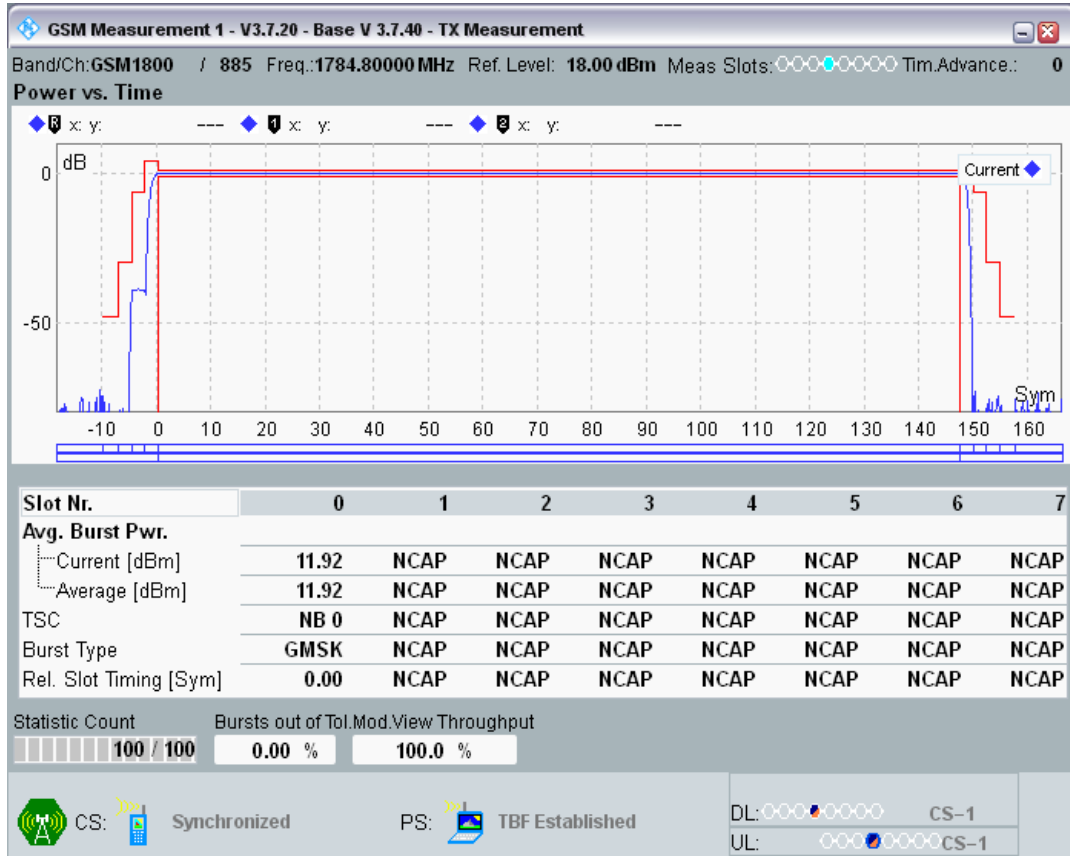 GSM Measurement 1 - V3.7.20 - Base V 3.7.40 - TX Measurement
Band/Ch:GSM1800 / 885 Freq.:1784.80000 MHz Ref. Level: 18.00 dBm Meas Slots: Tim.Advance.: 0
Power vs. Time
R x: y: --- 1 x: y: --- 2 x: y: ---
dB
Current
0
-50
Sym
-10 0 10 20 30 40 50 60 70 80 90 100 110 120 130 140 150 160
Slot Nr. 0 1 2 3 4 5 6 7
Avg. Burst Pwr.
Current [dBm] 11.92 NCAP NCAP NCAP NCAP NCAP NCAP NCAP
Average [dBm] 11.92 NCAP NCAP NCAP NCAP NCAP NCAP NCAP
TSC NB 0 NCAP NCAP NCAP NCAP NCAP NCAP NCAP
Burst Type GMSK NCAP NCAP NCAP NCAP NCAP NCAP NCAP
Rel. Slot Timing [Sym] 0.00 NCAP NCAP NCAP NCAP NCAP NCAP NCAP
Statistic Count Bursts out of Tol. Mod.View Throughput
100 / 100 0.00 % 100.0 %
CS: Synchronized PS: TBF Established DL: CS-1
UL: CS-1